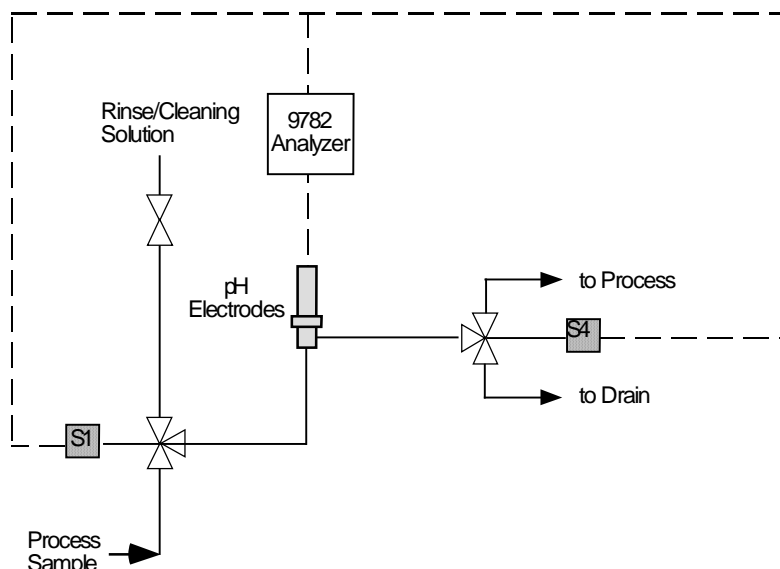 Rinse/Cleaning
Solution
9782
Analyzer
pH
Electrodes
to Process
S4
to Drain
S1
Process
Sample